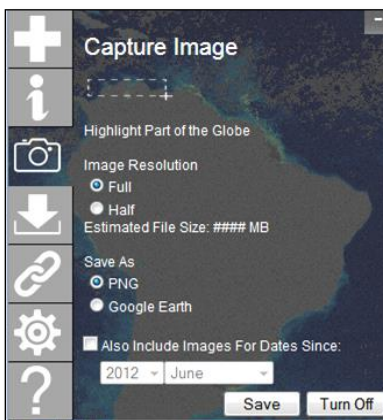 Capture Image
Highlight Part of the Globe
Image Resolution
Full
Half
Estimated File Size: #### MB
Save As
PNG
Google Earth
Also Include Images For Dates Since:
2012 June
Save Turn Off